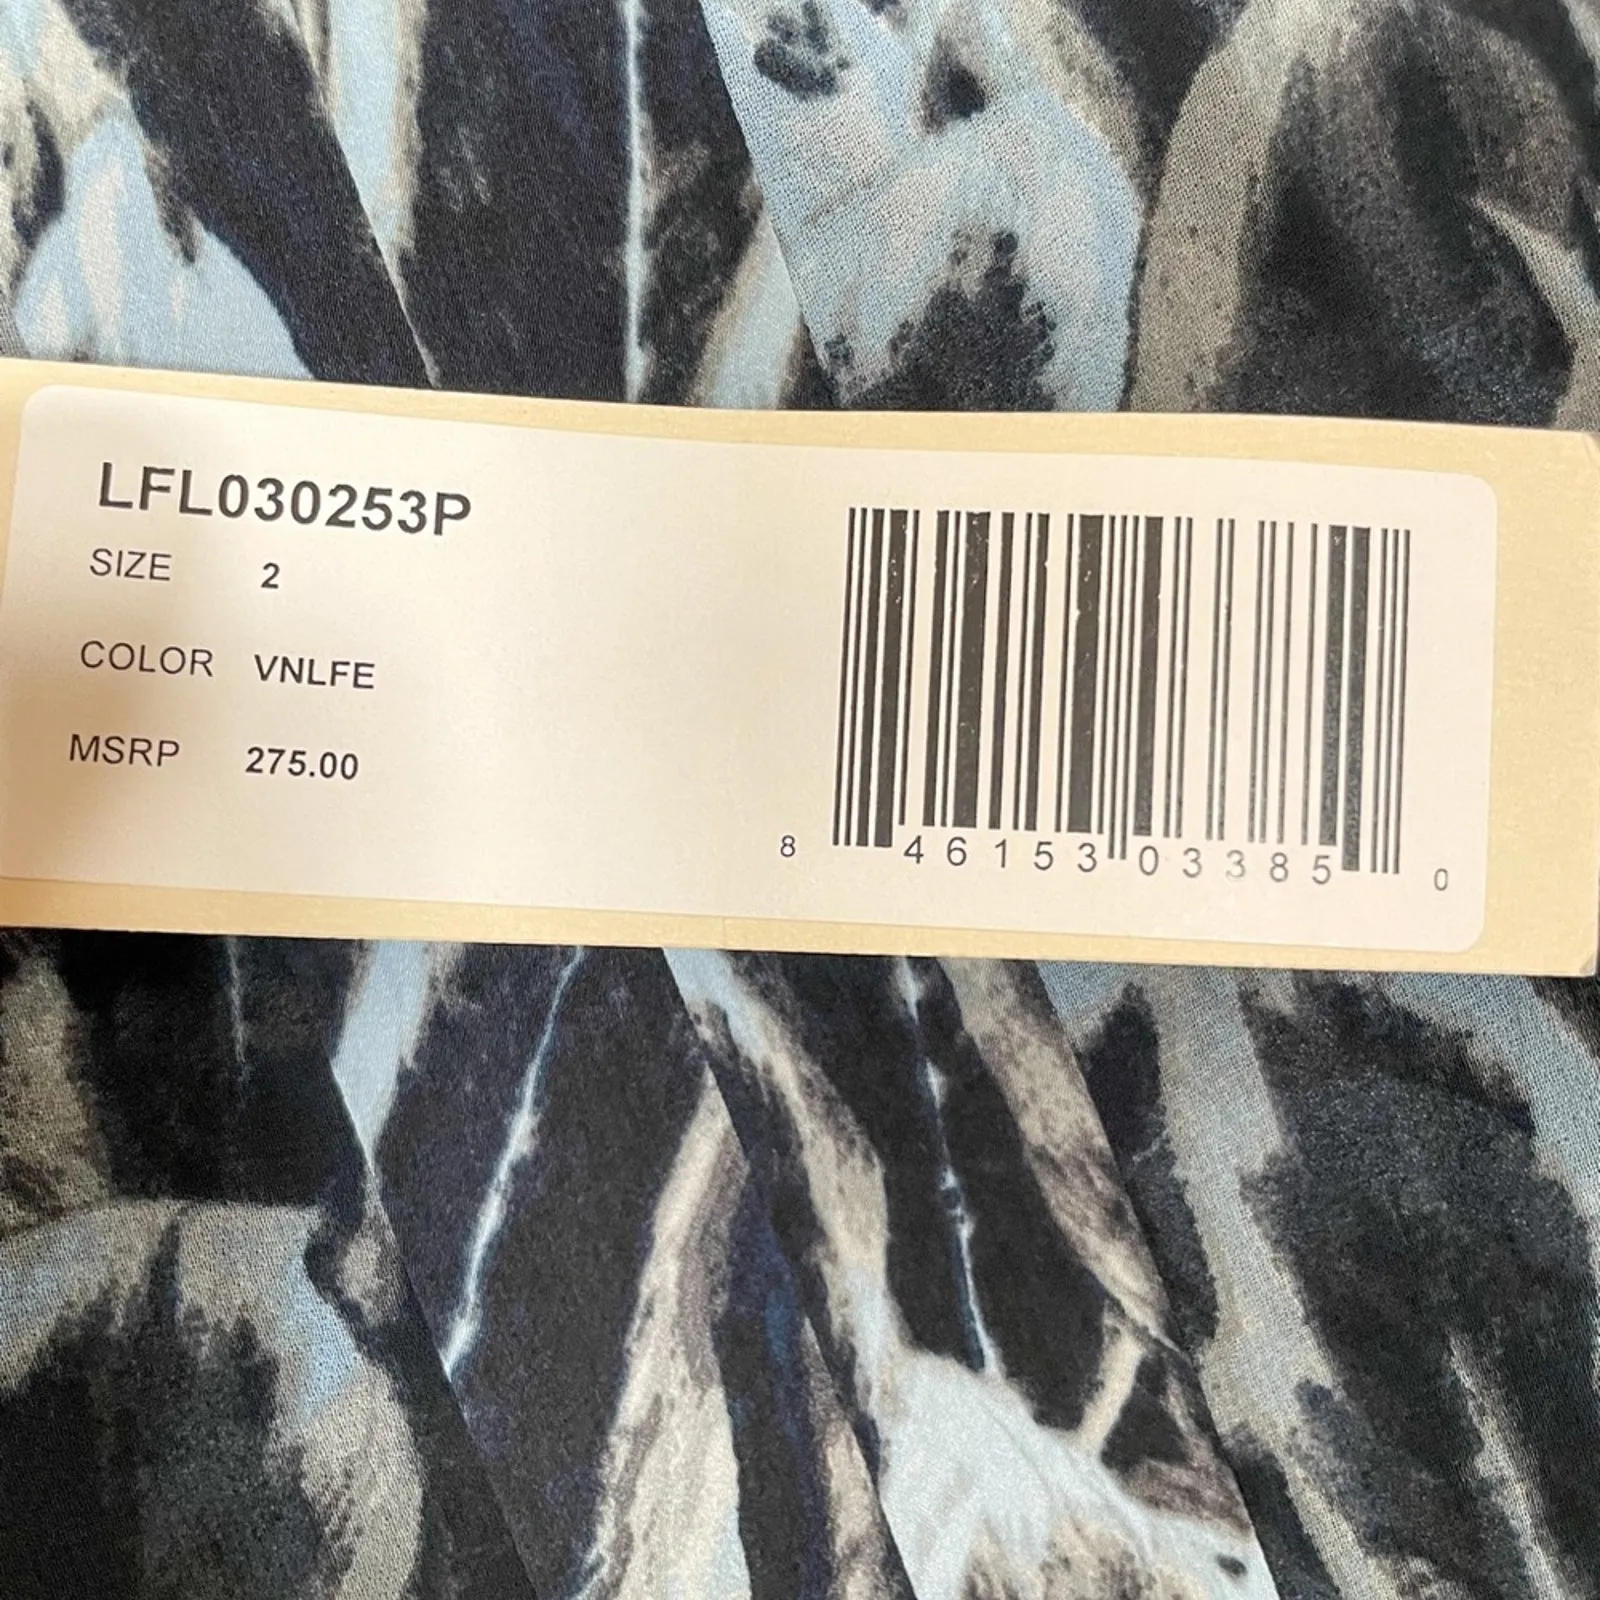 LFL030253P
SIZE 2
COLOR VNLFE
MSRP 275.00
8 46153 03385 0